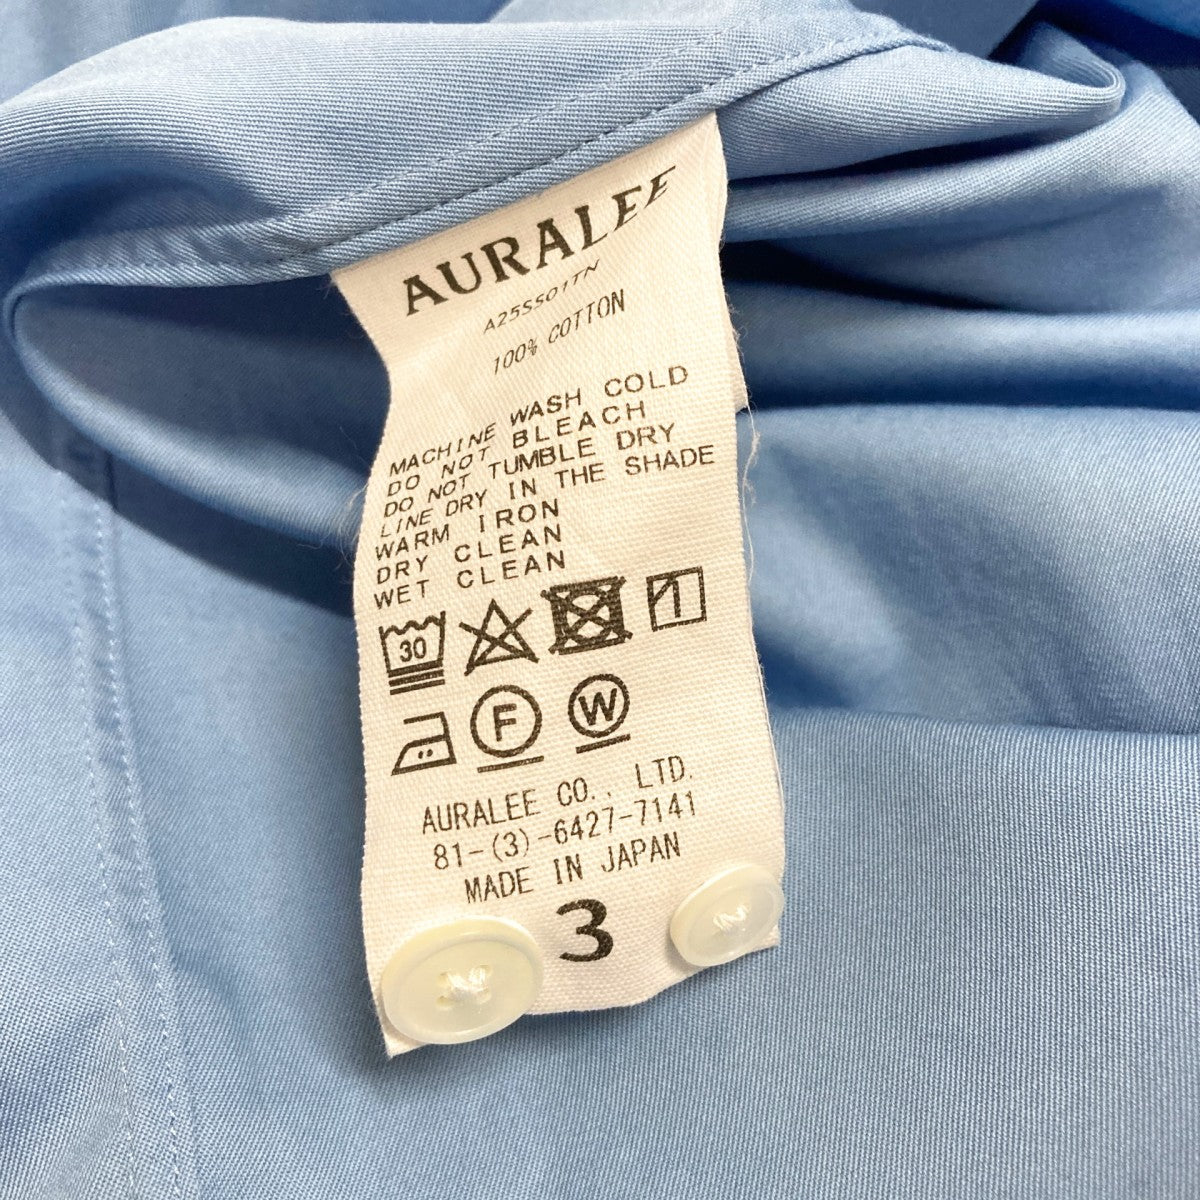 AURALEE
A25SS01TN
100% COTTON
MACHINE WASH COLD
DO NOT BLEACH
DO NOT TUMBLE DRY
LINE DRY IN THE SHADE
WARM IRON
DRY CLEAN
WET CLEAN
30
F W
AURALEE CO., LTD.
81-(3)-6427-7141
MADE IN JAPAN
3